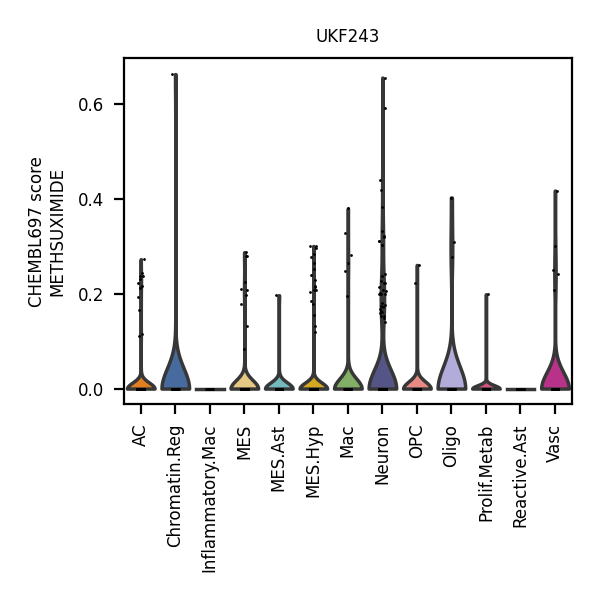 UKF243
CHEMBL697 score
METHSUXIMIDE
0.6
0.4
0.2
0.0
AC
Chromatin.Reg
Inflammatory.Mac
MES
MES.Ast
MES.Hyp
Mac
Neuron
OPC
Oligo
Prolif.Metab
Reactive.Ast
Vasc